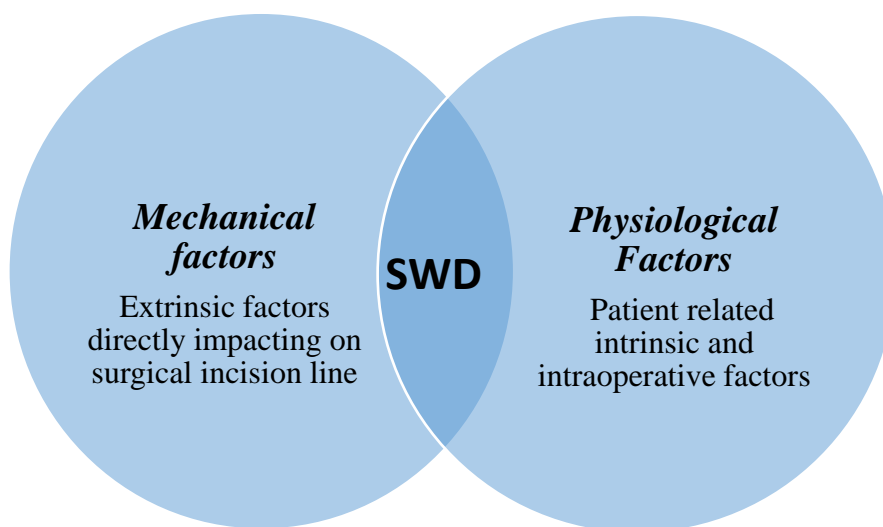 Mechanical
factors
Extrinsic factors
directly impacting on
surgical incision line
SWD
Physiological
Factors
Patient related
intrinsic and
intraoperative factors